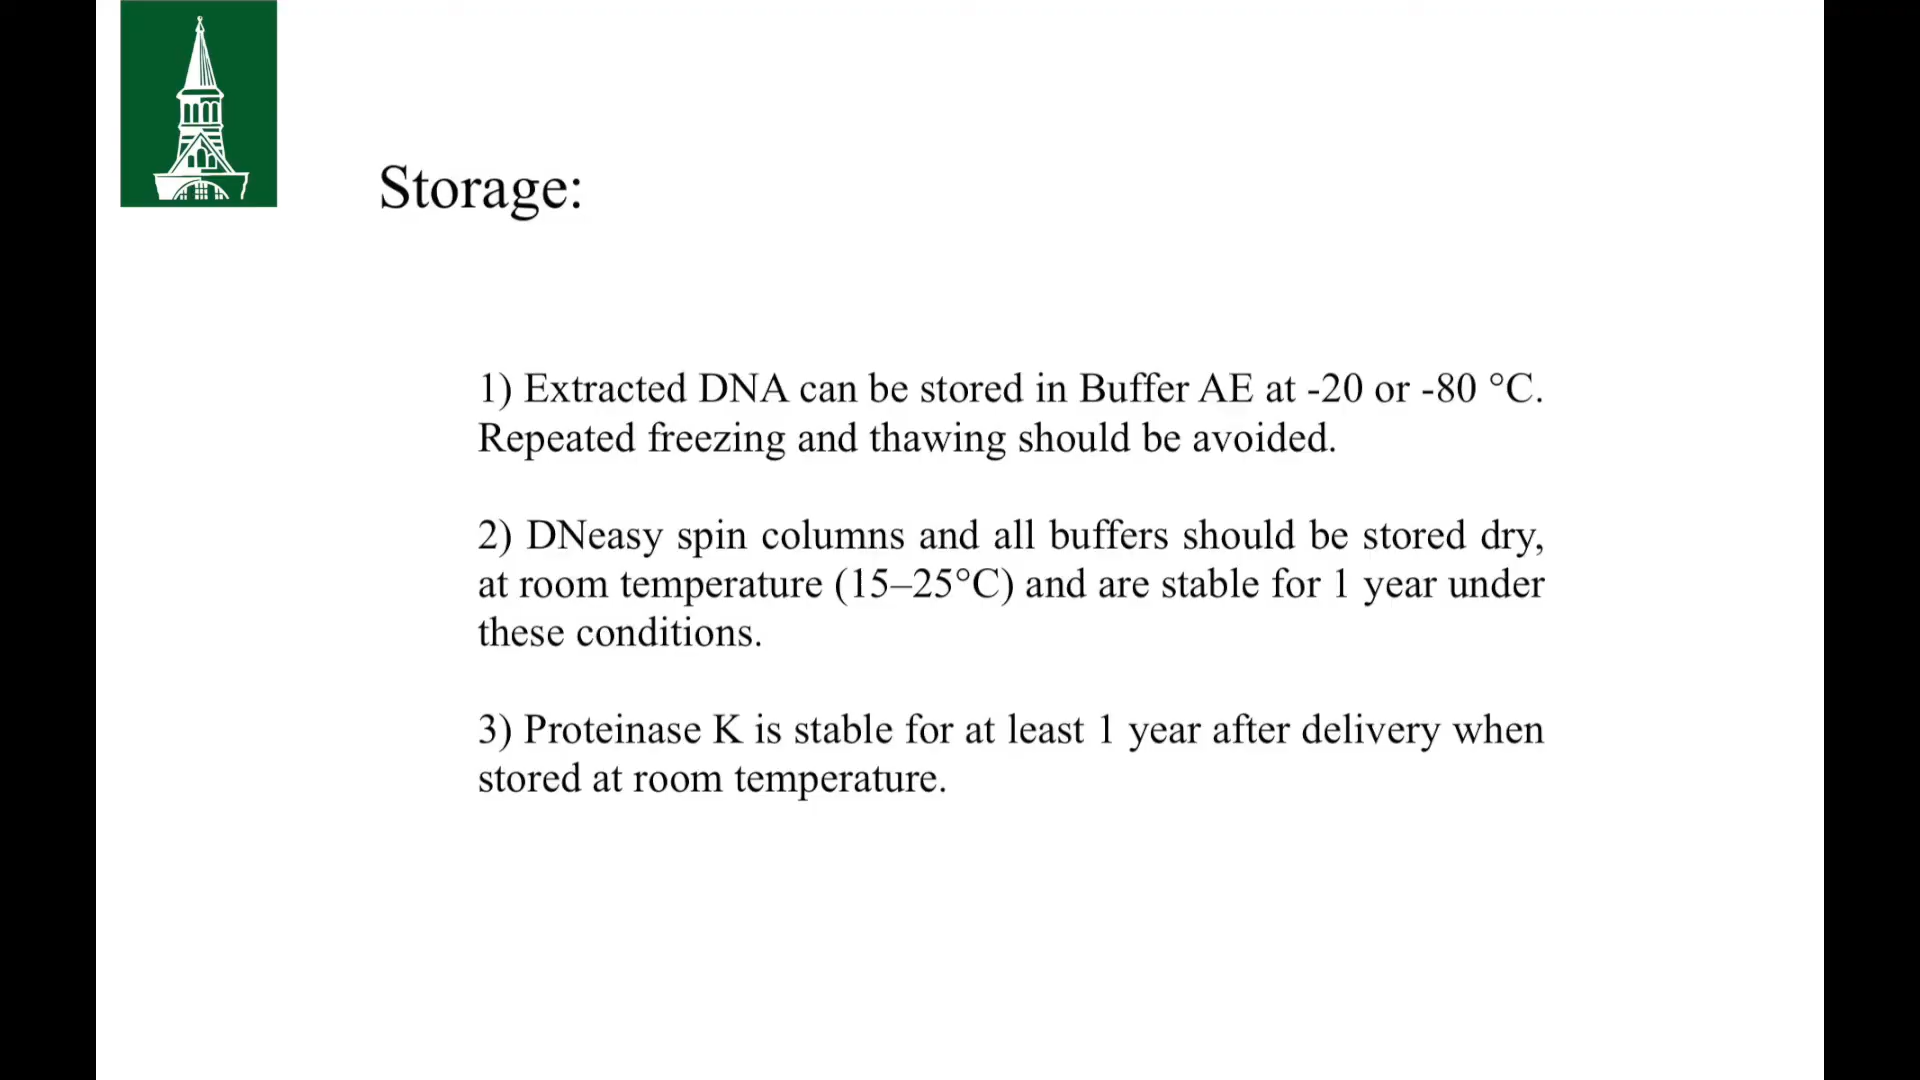 Storage:
1) Extracted DNA can be stored in Buffer AE at -20 or -80 °C.
Repeated freezing and thawing should be avoided.
2) DNeasy spin columns and all buffers should be stored dry,
at room temperature (15–25°C) and are stable for 1 year under
these conditions.
3) Proteinase K is stable for at least 1 year after delivery when
stored at room temperature.